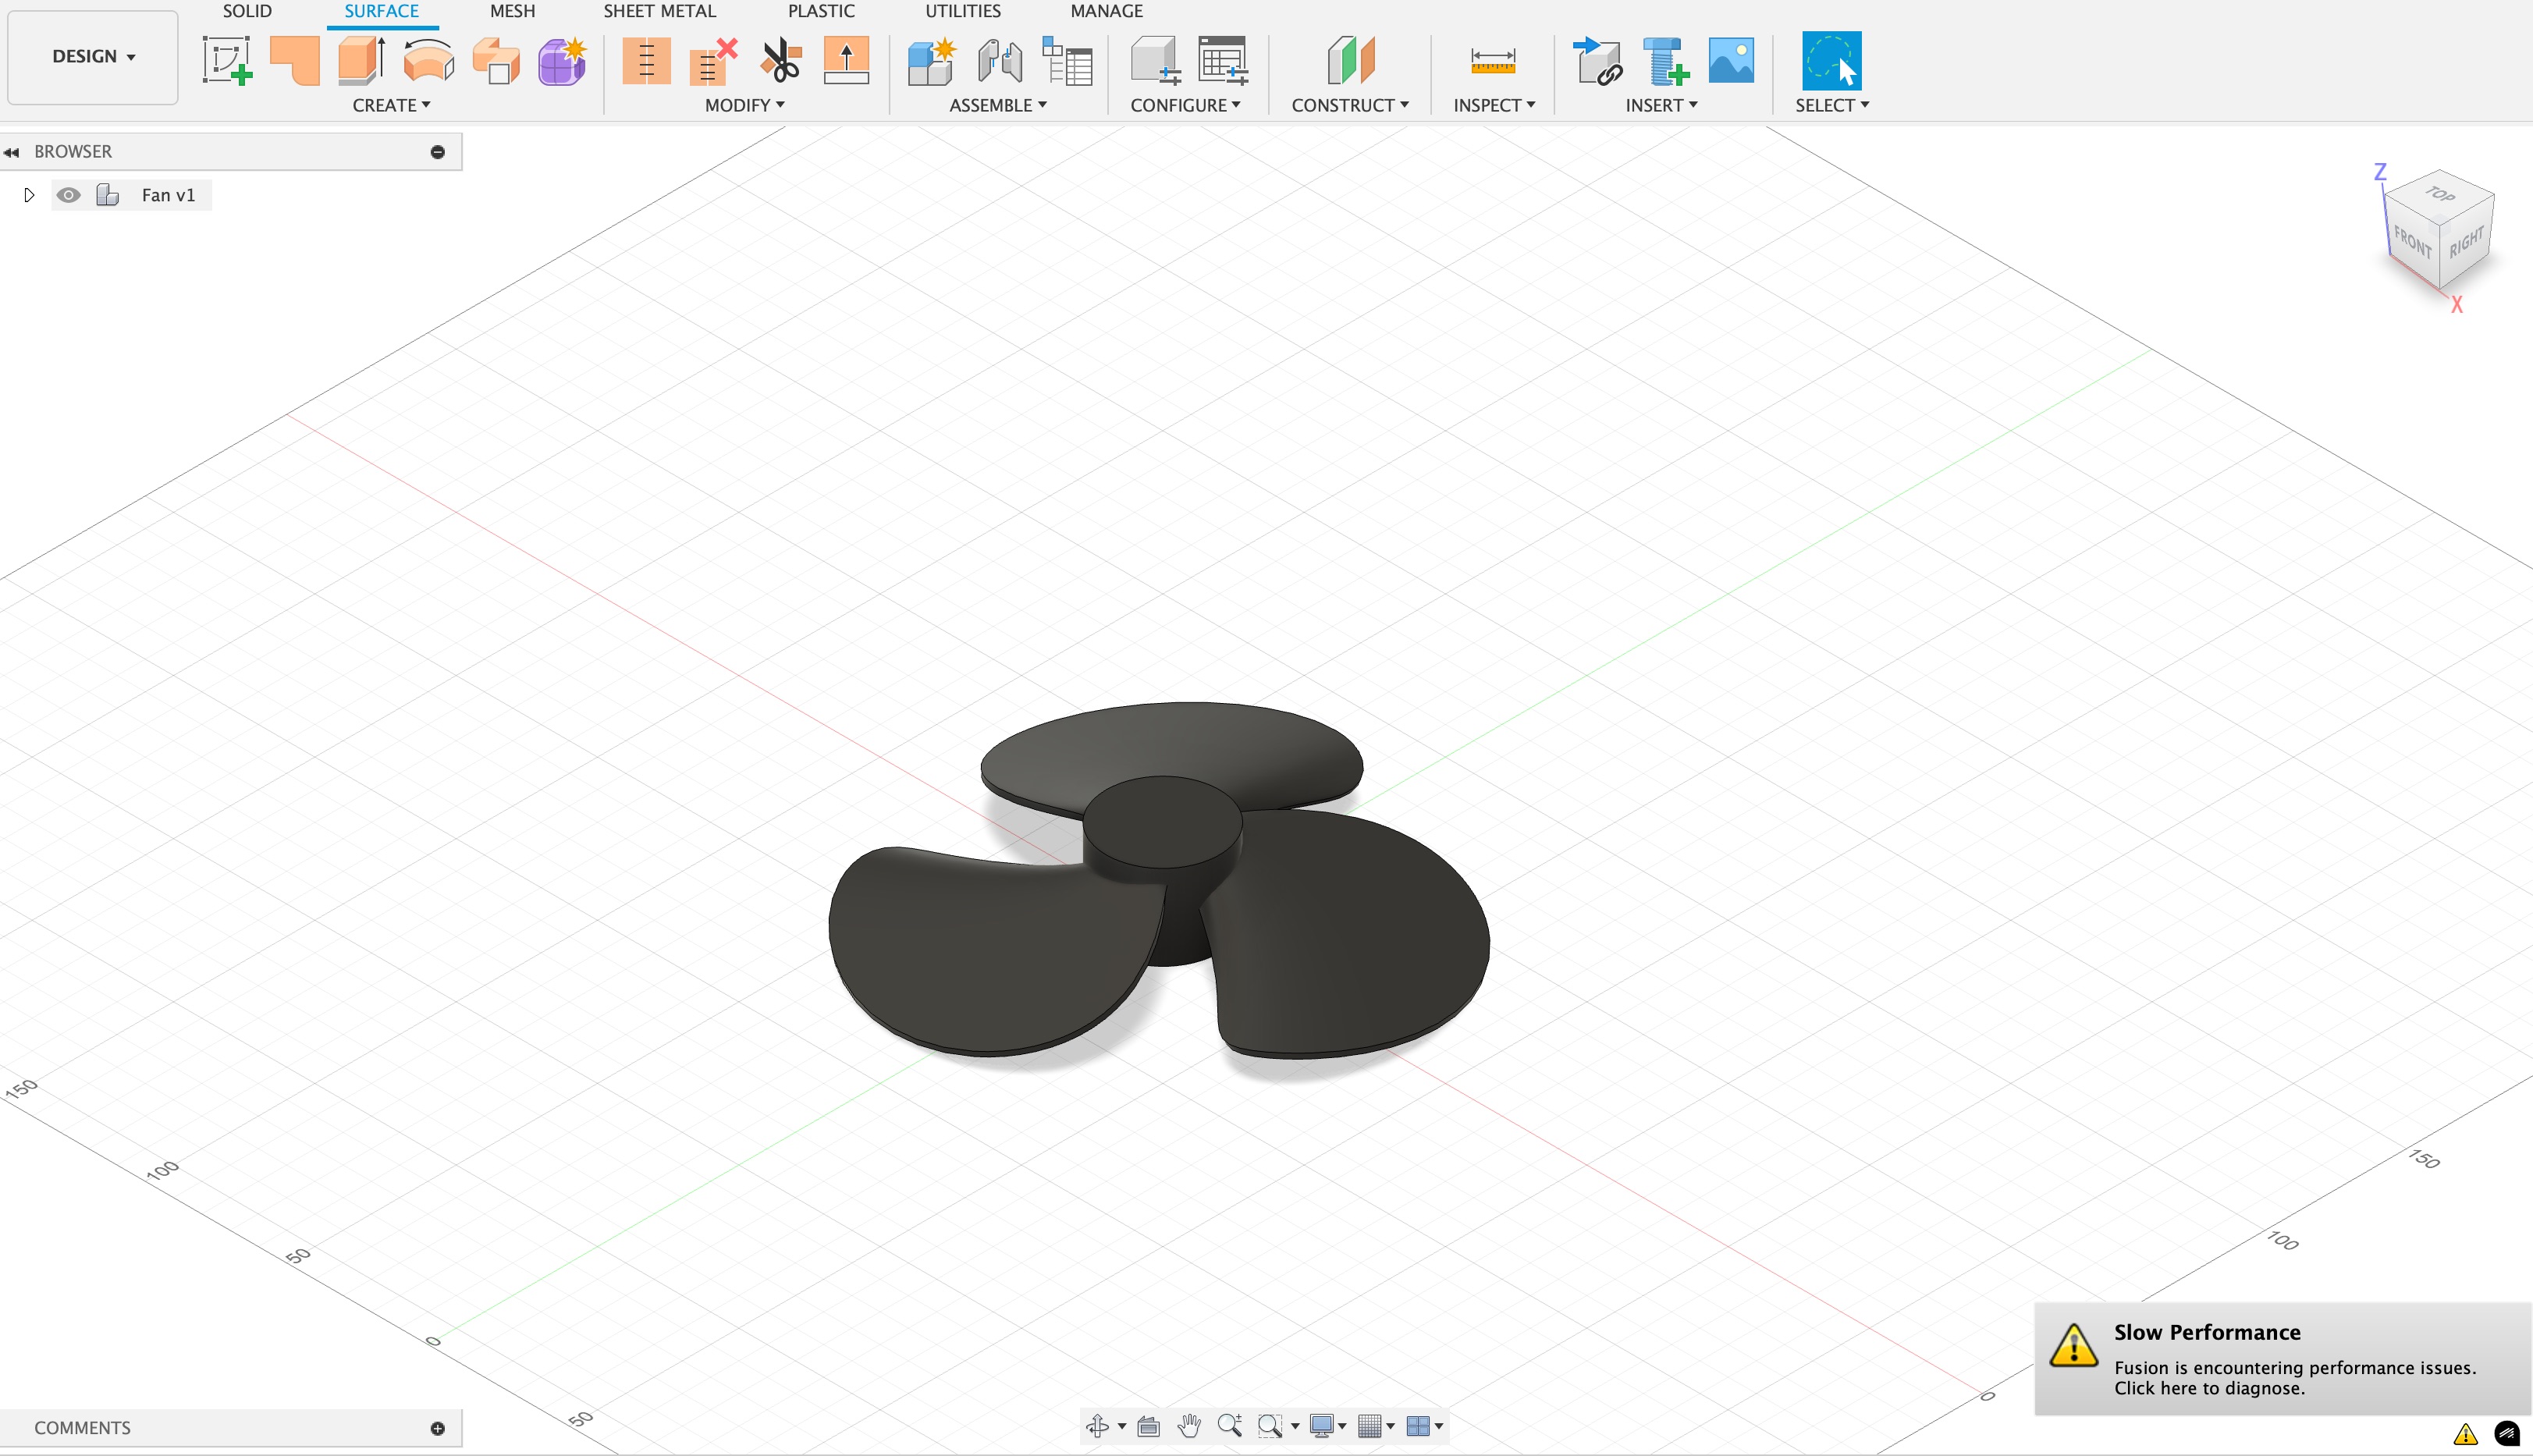 SOLID
SURFACE
MESH
SHEET METAL
PLASTIC
UTILITIES
MANAGE
DESIGN
CREATE
MODIFY
ASSEMBLE
CONFIGURE
CONSTRUCT
INSPECT
INSERT
SELECT
BROWSER
Fan v1
Z
TOP
FRONT
RIGHT
X
150
100
50
0
50
150
100
0
Slow Performance
Fusion is encountering performance issues.
Click here to diagnose.
COMMENTS